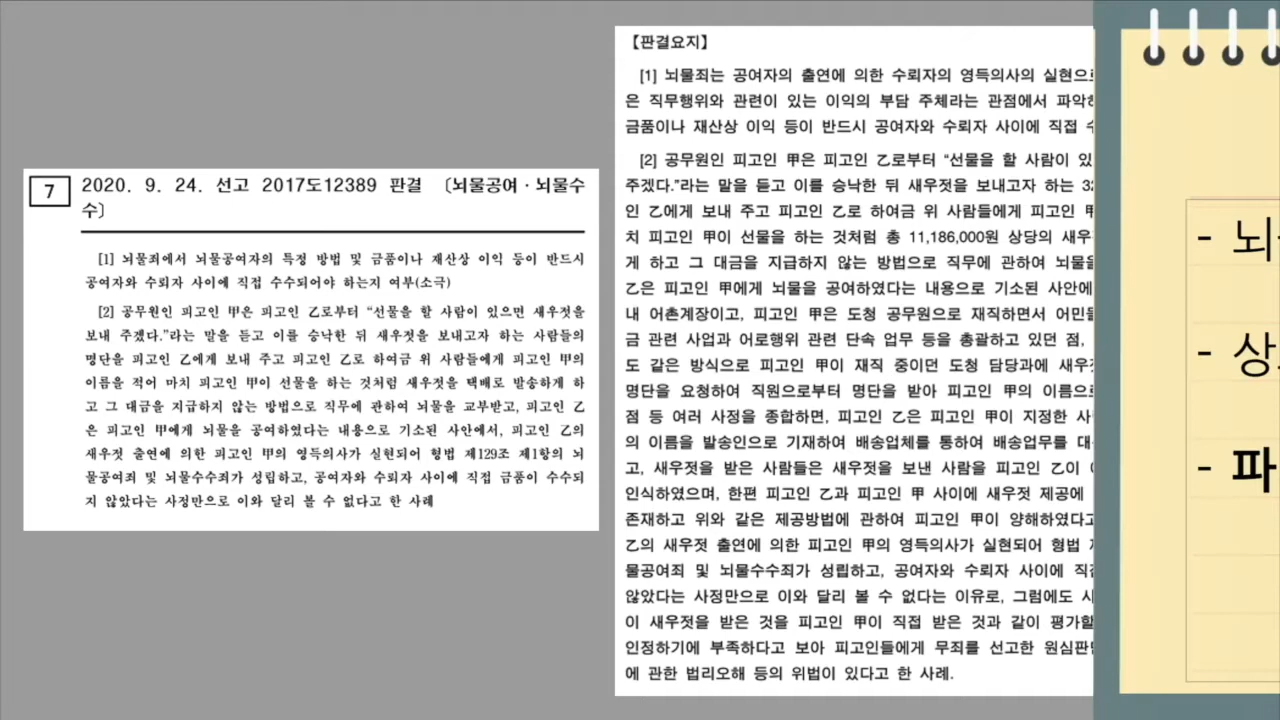 7
2020. 9. 24. 선고 2017도12389 판결 〔뇌물공여·뇌물수
수〕
[1] 뇌물죄에서 뇌물공여자의 특정 방법 및 금품이나 재산상 이익 등이 반드시
공여자와 수뢰자 사이에 직접 수수되어야 하는지 여부(소극)
[2] 공무원인 피고인 甲은 피고인 乙로부터 “선물을 할 사람이 있으면 새우젓을
보내 주겠다.”라는 말을 듣고 이를 승낙한 뒤 새우젓을 보내고자 하는 사람들의
명단을 피고인 乙에게 보내 주고 피고인 乙로 하여금 위 사람들에게 피고인 甲의
이름을 적어 마치 피고인 甲이 선물을 하는 것처럼 새우젓을 택배로 발송하게 하
고 그 대금을 지급하지 않는 방법으로 직무에 관하여 뇌물을 교부받고, 피고인 乙
은 피고인 甲에게 뇌물을 공여하였다는 내용으로 기소된 사안에서, 피고인 乙의
새우젓 출연에 의한 피고인 甲의 영득의사가 실현되어 형법 제129조 제1항의 뇌
물공여죄 및 뇌물수수죄가 성립하고, 공여자와 수뢰자 사이에 직접 금품이 수수되
지 않았다는 사정만으로 이와 달리 볼 수 없다고 한 사례
【판결요지】
[1] 뇌물죄는 공여자의 출연에 의한 수뢰자의 영득의사의 실현으
은 직무행위와 관련이 있는 이익의 부담 주체라는 관점에서 파악
금품이나 재산상 이익 등이 반드시 공여자와 수뢰자 사이에 직접
[2] 공무원인 피고인 甲은 피고인 乙로부터 “선물을 할 사람이 있
주겠다.”라는 말을 듣고 이를 승낙한 뒤 새우젓을 보내고자 하는
인 乙에게 보내 주고 피고인 乙로 하여금 위 사람들에게 피고인
치 피고인 甲이 선물을 하는 것처럼 총 11,186,000원 상당의 새우
게 하고 그 대금을 지급하지 않는 방법으로 직무에 관하여 뇌물을
乙은 피고인 甲에게 뇌물을 공여하였다는 내용으로 기소된 사안에
내 어촌계장이고, 피고인 甲은 도청 공무원으로 재직하면서 어민
금 관련 사업과 어로행위 관련 단속 업무 등을 총괄하고 있던 점,
도 같은 방식으로 피고인 甲이 재직 중이던 도청 담당과에 새우
명단을 요청하여 직원으로부터 명단을 받아 피고인 甲의 이름으
점 등 여러 사정을 종합하면, 피고인 乙은 피고인 甲이 지정한
의 이름을 발송인으로 기재하여 배송업체를 통하여 배송업무를
고, 새우젓을 받은 사람들은 새우젓을 보낸 사람을 피고인 乙이
인식하였으며, 한편 피고인 乙과 피고인 甲 사이에 새우젓 제공에
존재하고 위와 같은 제공방법에 관하여 피고인 甲이 양해하였다고
乙의 새우젓 출연에 의한 피고인 甲의 영득의사가 실현되어 형법
물공여죄 및 뇌물수수죄가 성립하고, 공여자와 수뢰자 사이에
않았다는 사정만으로 이와 달리 볼 수 없다는 이유로, 그럼에도
이 새우젓을 받은 것을 피고인 甲이 직접 받은 것과 같이 평가할
인정하기에 부족하다고 보아 피고인들에게 무죄를 선고한 원심판
에 관한 법리오해 등의 위법이 있다고 한 사례.
- 뇌
- 상
- 파